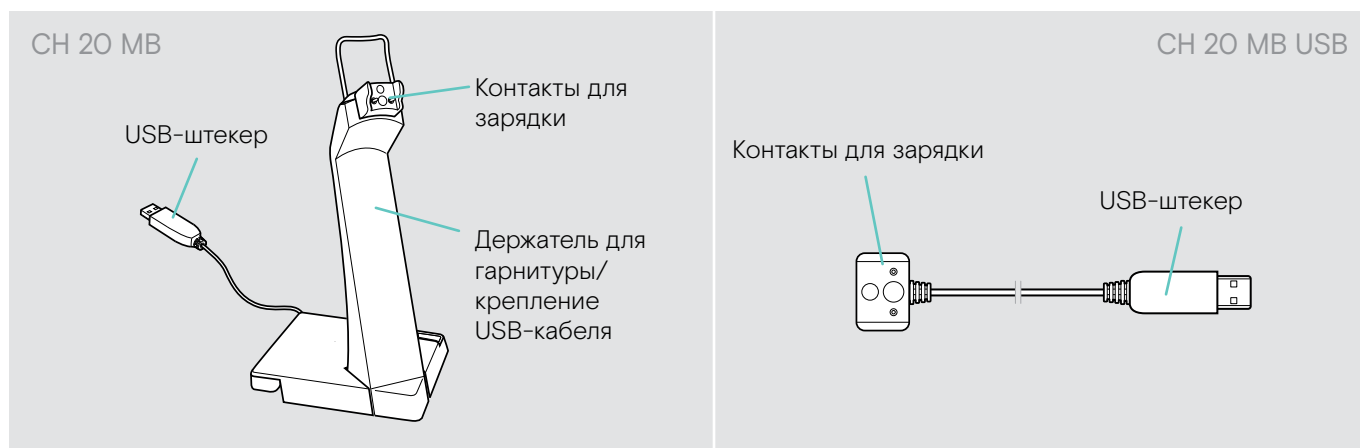 CH 20 MB
Контакты для
зарядки
USB-штекер
Держатель для
гарнитуры/
крепление
USB-кабеля
CH 20 MB USB
Контакты для зарядки
USB-штекер